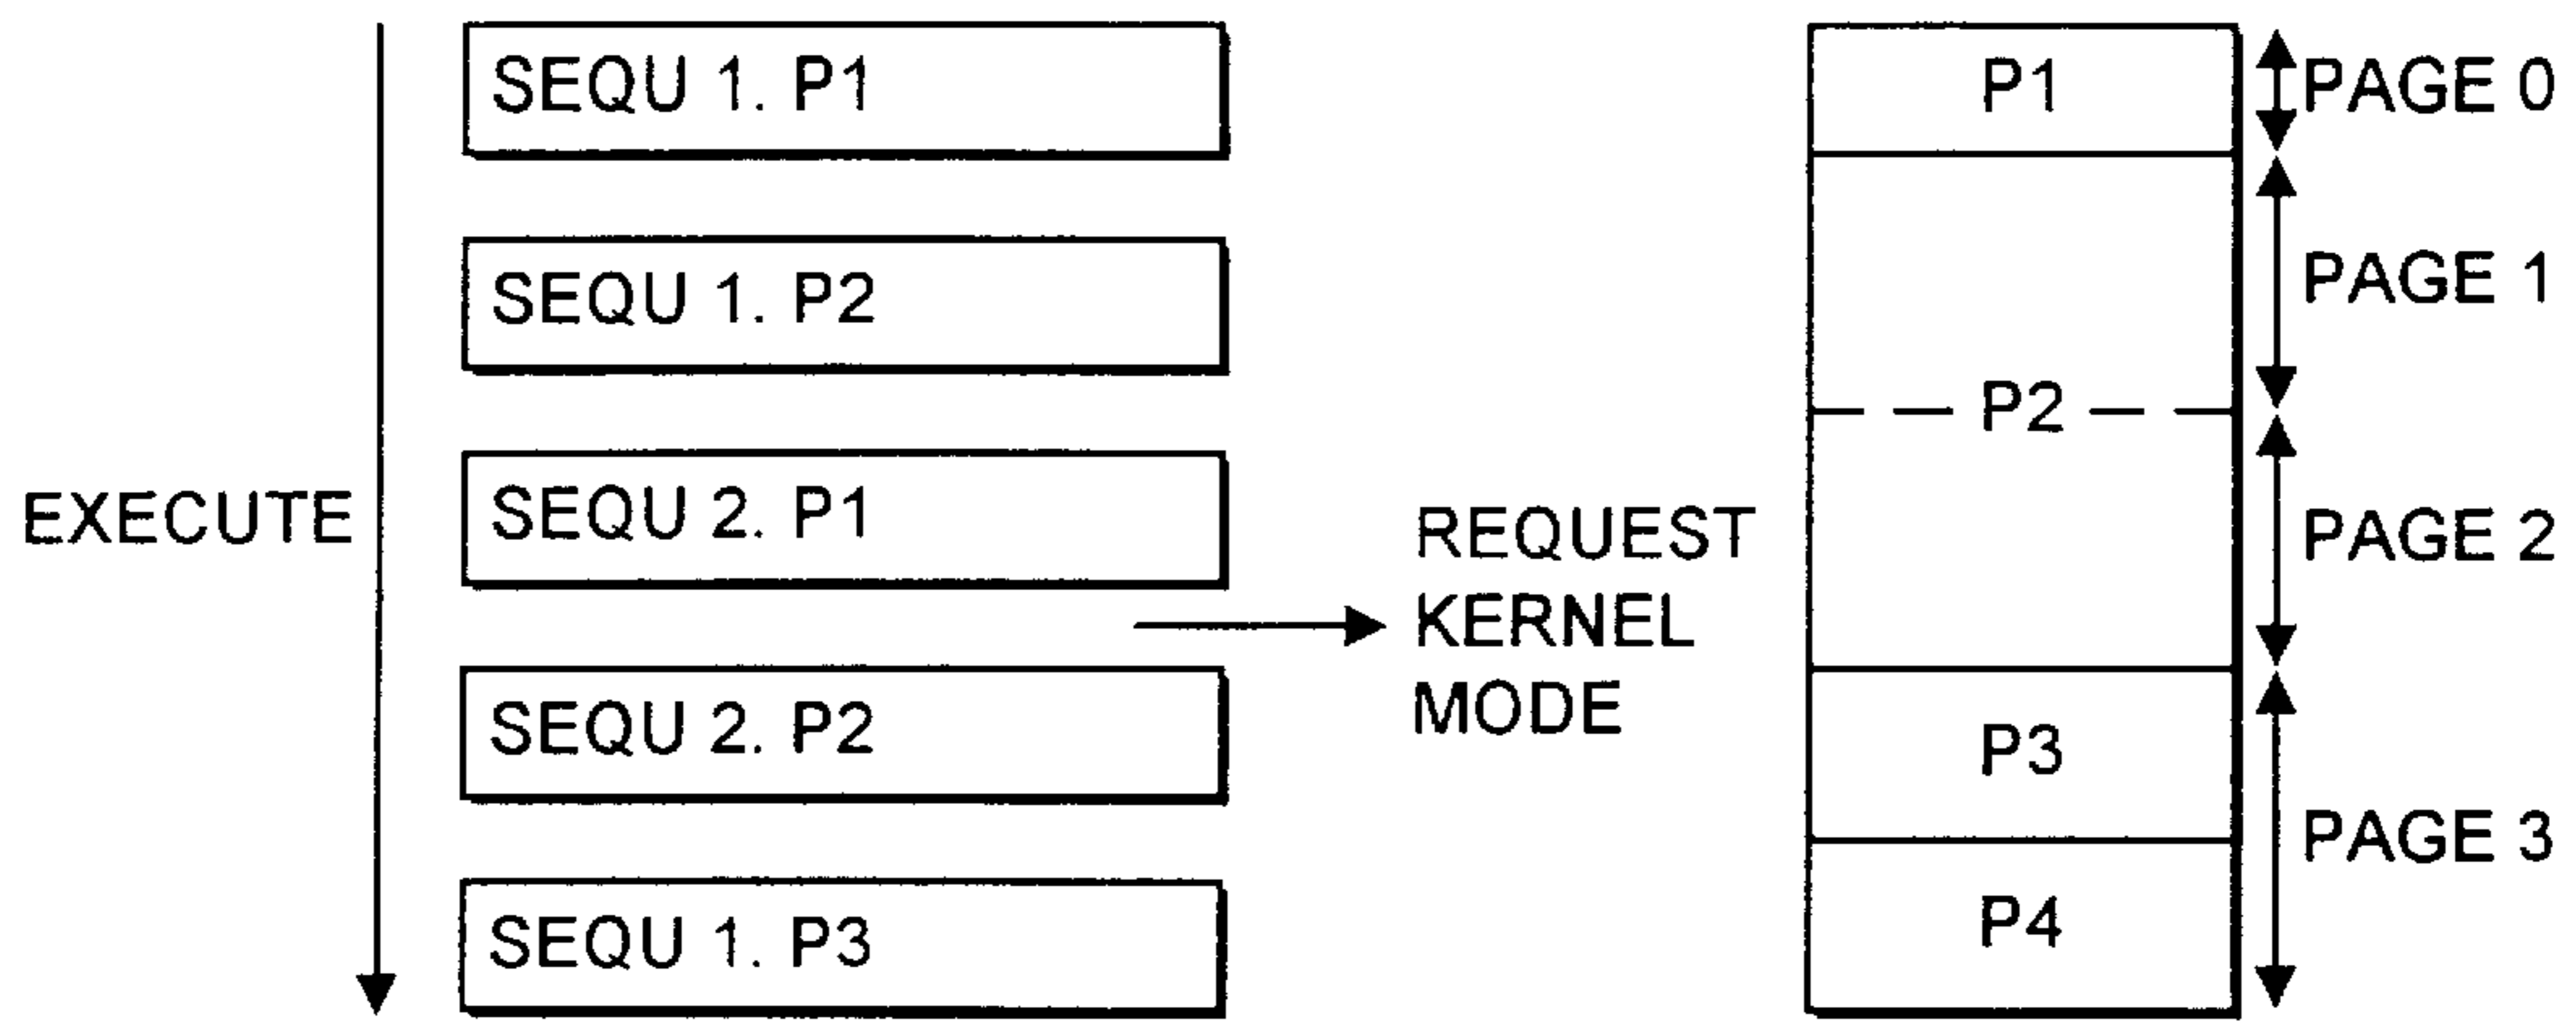 EXECUTE
SEQU 1. P1
SEQU 1. P2
SEQU 2. P1
SEQU 2. P2
SEQU 1. P3
REQUEST
KERNEL
MODE
P1
P2
P3
P4
PAGE 0
PAGE 1
PAGE 2
PAGE 3